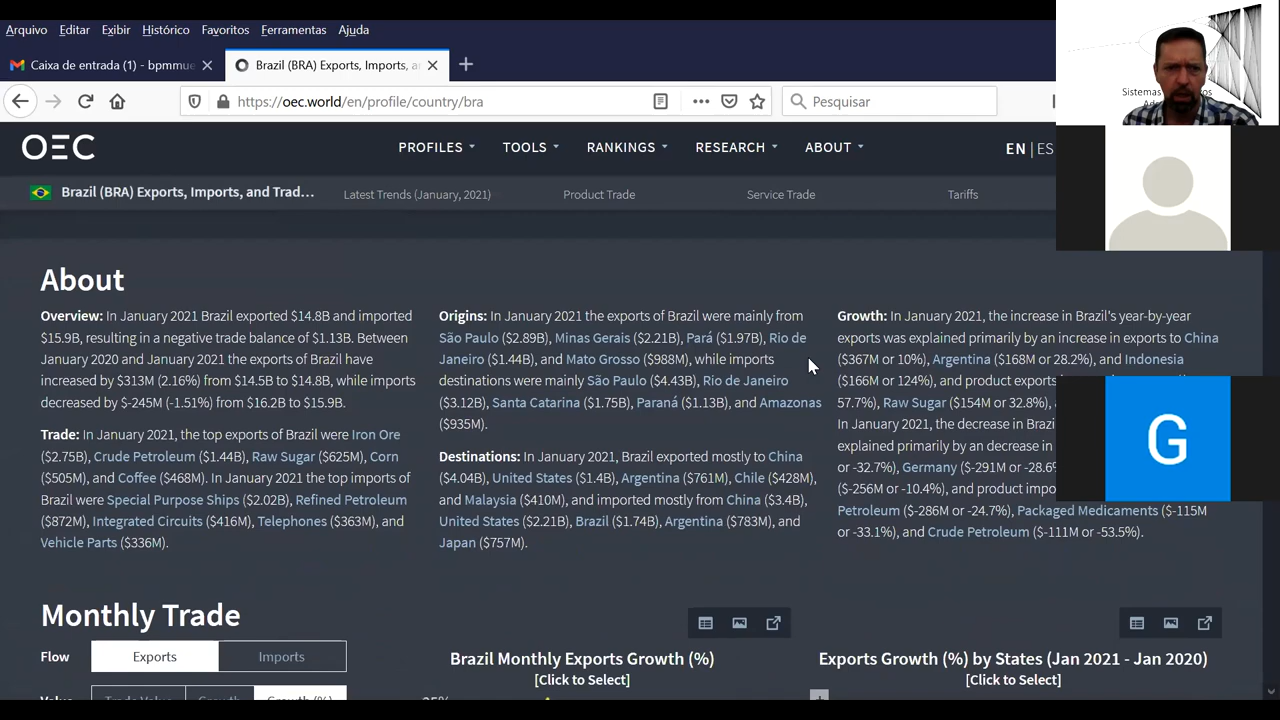 Arquivo Editar Exibir Histórico Favoritos Ferramentas Ajuda
Caixa de entrada (1) - bpmmue
Brazil (BRA) Exports, Imports, a
https://oec.world/en/profile/country/bra
Pesquisar
OEC
PROFILES TOOLS RANKINGS RESEARCH ABOUT EN | ES
Brazil (BRA) Exports, Imports, and Trad... Latest Trends (January, 2021) Product Trade Service Trade Tariffs
About
Overview: In January 2021 Brazil exported $14.8B and imported
$15.9B, resulting in a negative trade balance of $1.13B. Between
January 2020 and January 2021 the exports of Brazil have
increased by $313M (2.16%) from $14.5B to $14.8B, while imports
decreased by $-245M (-1.51%) from $16.2B to $15.9B.
Trade: In January 2021, the top exports of Brazil were Iron Ore
($2.75B), Crude Petroleum ($1.44B), Raw Sugar ($625M), Corn
($505M), and Coffee ($468M). In January 2021 the top imports of
Brazil were Special Purpose Ships ($2.02B), Refined Petroleum
($872M), Integrated Circuits ($416M), Telephones ($363M), and
Vehicle Parts ($336M).
Origins: In January 2021 the exports of Brazil were mainly from
São Paulo ($2.89B), Minas Gerais ($2.21B), Pará ($1.97B), Rio de
Janeiro ($1.44B), and Mato Grosso ($988M), while imports
destinations were mainly São Paulo ($4.43B), Rio de Janeiro
($3.12B), Santa Catarina ($1.75B), Paraná ($1.13B), and Amazonas
($935M).
Destinations: In January 2021, Brazil exported mostly to China
($4.04B), United States ($1.4B), Argentina ($761M), Chile ($428M),
and Malaysia ($410M), and imported mostly from China ($3.4B),
United States ($2.21B), Brazil ($1.74B), Argentina ($783M), and
Japan ($757M).
Growth: In January 2021, the increase in Brazil's year-by-year
exports was explained primarily by an increase in exports to China
($367M or 10%), Argentina ($168M or 28.2%), and Indonesia
($166M or 124%), and product exports
57.7%), Raw Sugar ($154M or 32.8%),
In January 2021, the decrease in Brazi
explained primarily by an decrease in
or -32.7%), Germany ($-291M or -28.6
($-256M or -10.4%), and product impo
Petroleum ($-286M or -24.7%), Packaged Medicaments ($-115M
or -33.1%), and Crude Petroleum ($-111M or -53.5%).
Monthly Trade
Flow Exports Imports
Value Trade Value Growth Growth (%)
Brazil Monthly Exports Growth (%)
[Click to Select]
25%
Exports Growth (%) by States (Jan 2021 - Jan 2020)
[Click to Select]
+
Sistemas
G